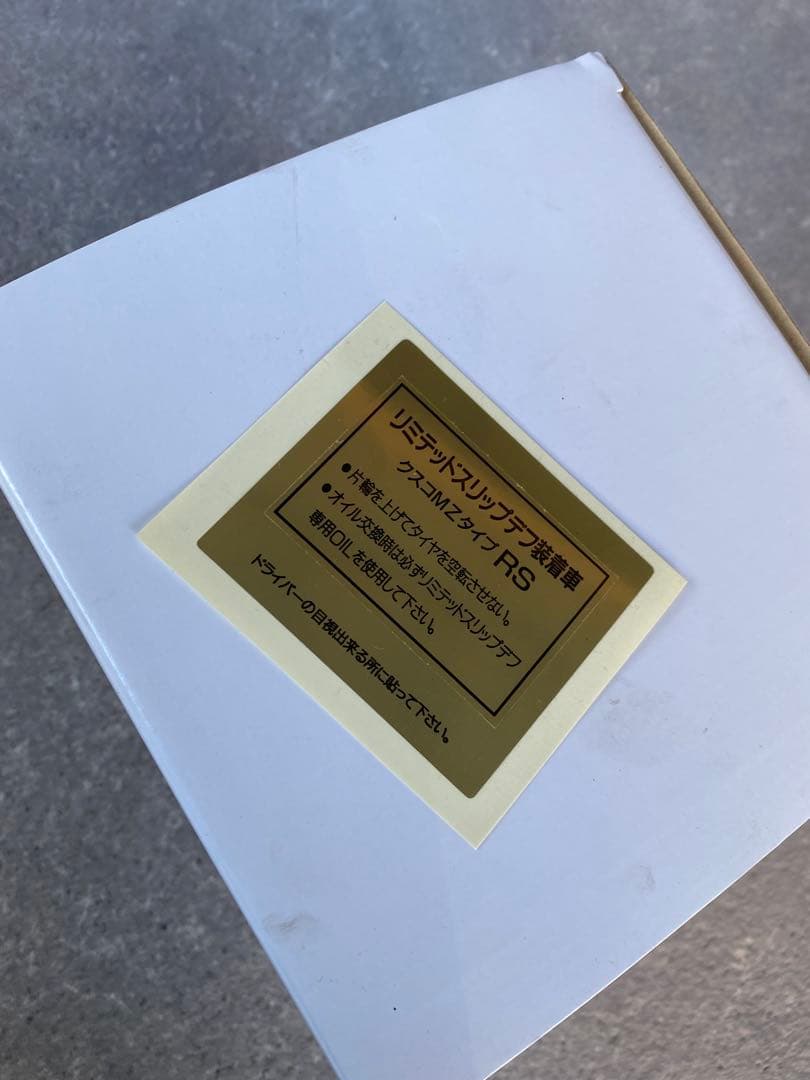 リミテッドスリップデフ装着車
クスコMZタイプRS
●片輪を上げてタイヤを空転させない。
●オイル交換時は必ずリミテッドスリップデフ
専用OILを使用して下さい。
ドライバーの目視出来る所に貼って下さい。